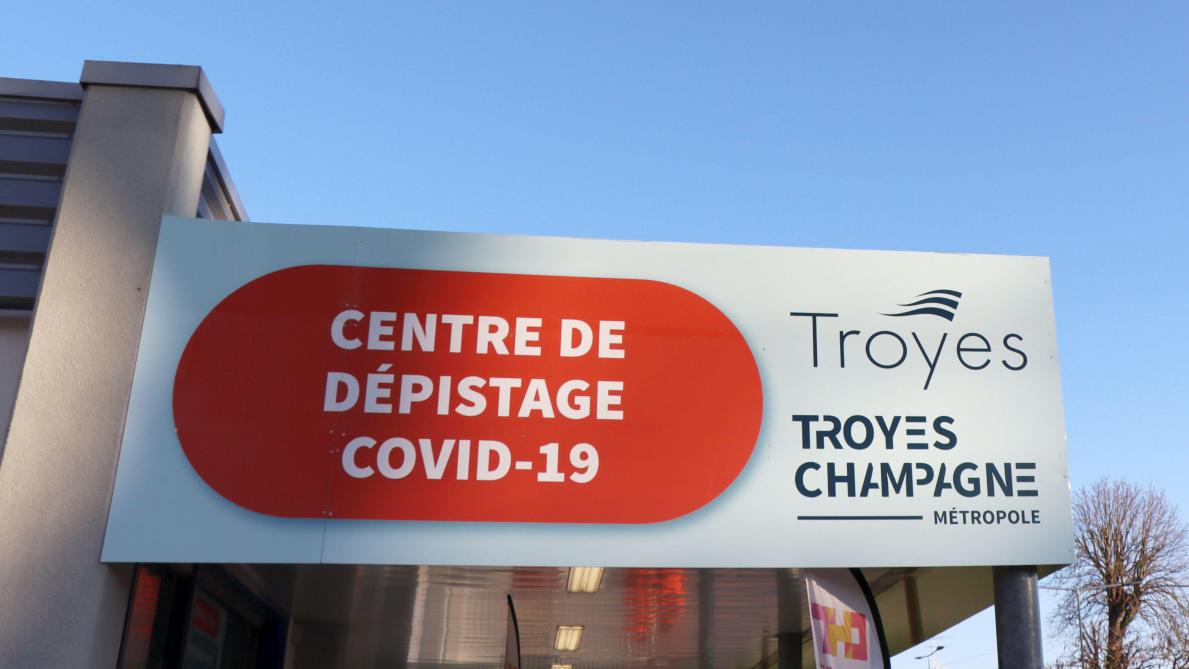 CENTRE DE
DÉPISTAGE
COVID-19
Troyes
TROYES
CHAMPAGNE
MÉTROPOLE